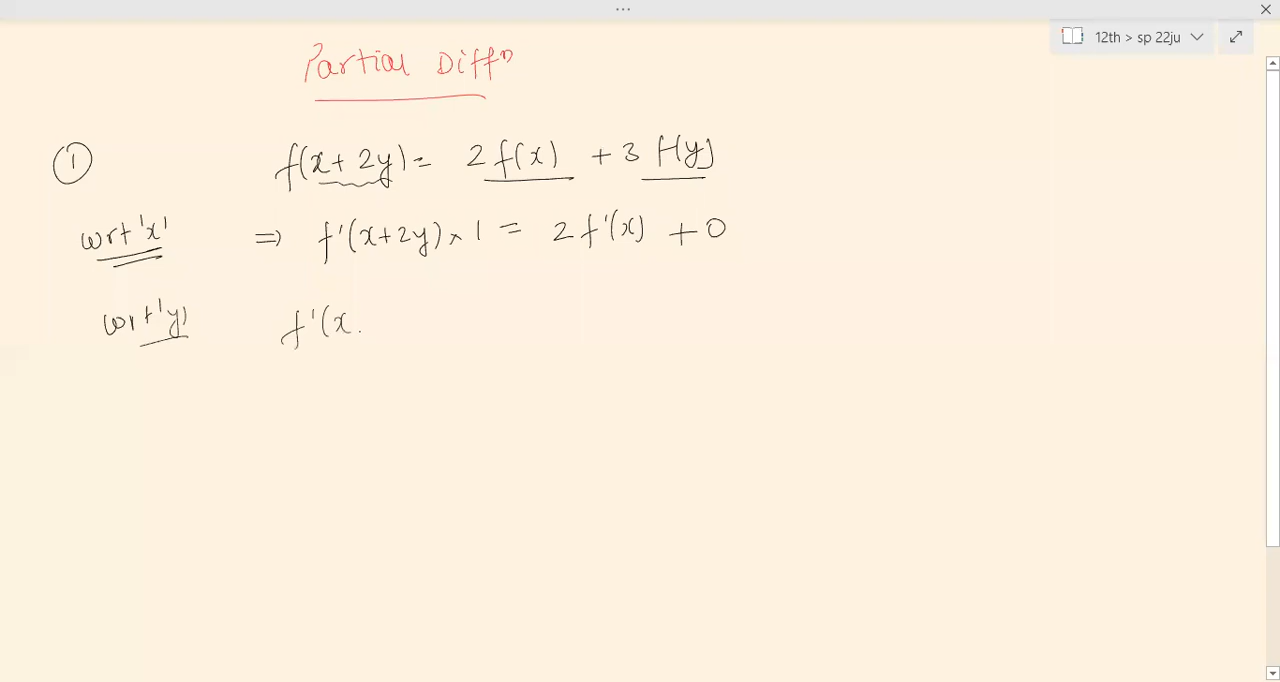 12th > sp 22ju
Partial Diffⁿ
① f(x+2y) = 2f(x) + 3f(y)
wrt 'x' ⇒ f'(x+2y) × 1 = 2f'(x) + 0
wrt 'y' f'(x